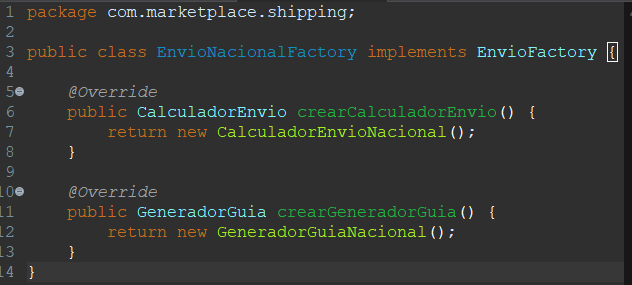 1 package com.marketplace.shipping;
2
3 public class EnvioNacionalFactory implements EnvioFactory {
4
5 @Override
6 public CalculadorEnvio crearCalculadorEnvio() {
7 return new CalculadorEnvioNacional();
8 }
9
10 @Override
11 public GeneradorGuia crearGeneradorGuia() {
12 return new GeneradorGuiaNacional();
13 }
14 }